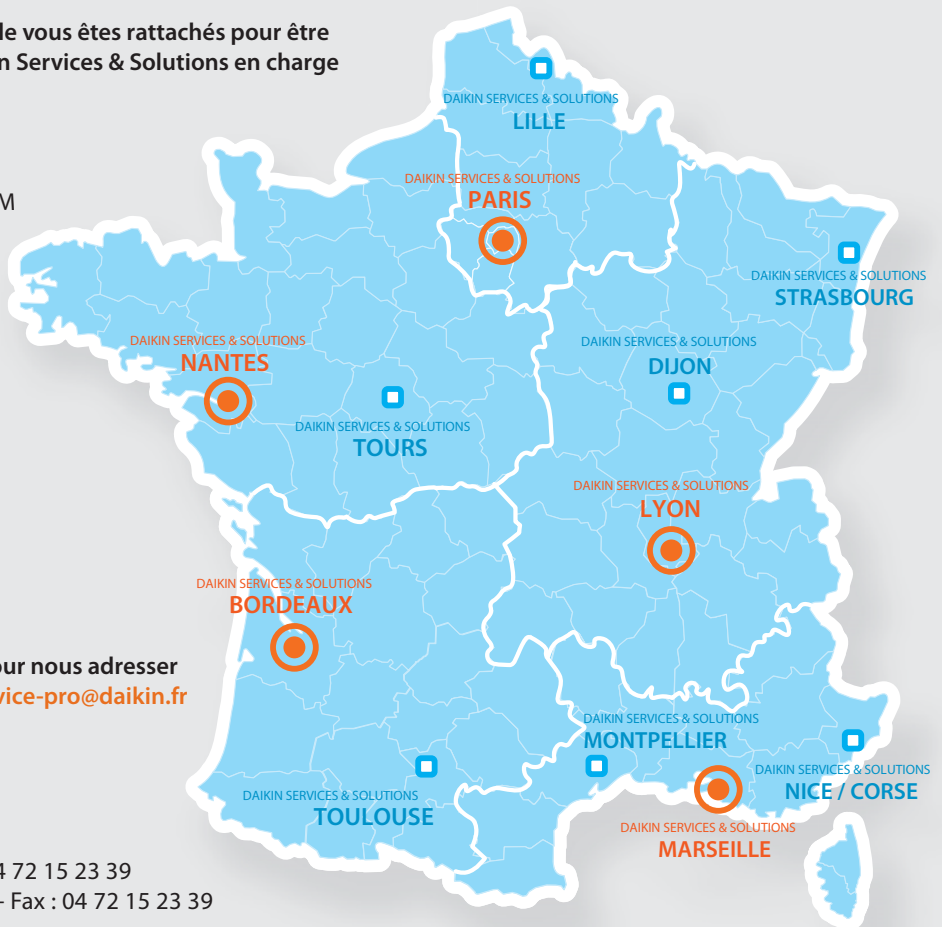 le vous êtes rattachés pour être
n Services & Solutions en charge
DAIKIN SERVICES & SOLUTIONS
LILLE
M
DAIKIN SERVICES & SOLUTIONS
PARIS
DAIKIN SERVICES & SOLUTIONS
STRASBOURG
DAIKIN SERVICES & SOLUTIONS
NANTES
DAIKIN SERVICES & SOLUTIONS
DIJON
DAIKIN SERVICES & SOLUTIONS
TOURS
DAIKIN SERVICES & SOLUTIONS
LYON
DAIKIN SERVICES & SOLUTIONS
BORDEAUX
our nous adresser
vice-pro@daikin.fr
DAIKIN SERVICES & SOLUTIONS
MONTPELLIER
DAIKIN SERVICES & SOLUTIONS
NICE / CORSE
DAIKIN SERVICES & SOLUTIONS
TOULOUSE
DAIKIN SERVICES & SOLUTIONS
MARSEILLE
4 72 15 23 39
- Fax : 04 72 15 23 39